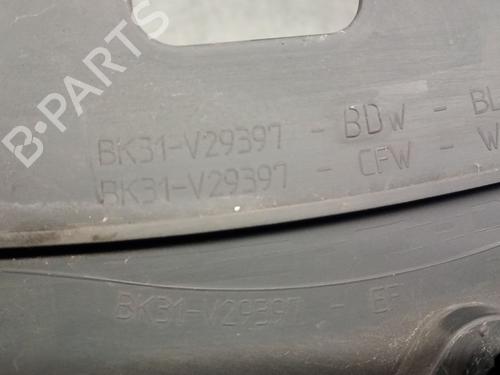 B-PARTS
BK31-V29397 - BDW - BL
BK31-V29397 - CFW - W
BK31-V29397 - EF